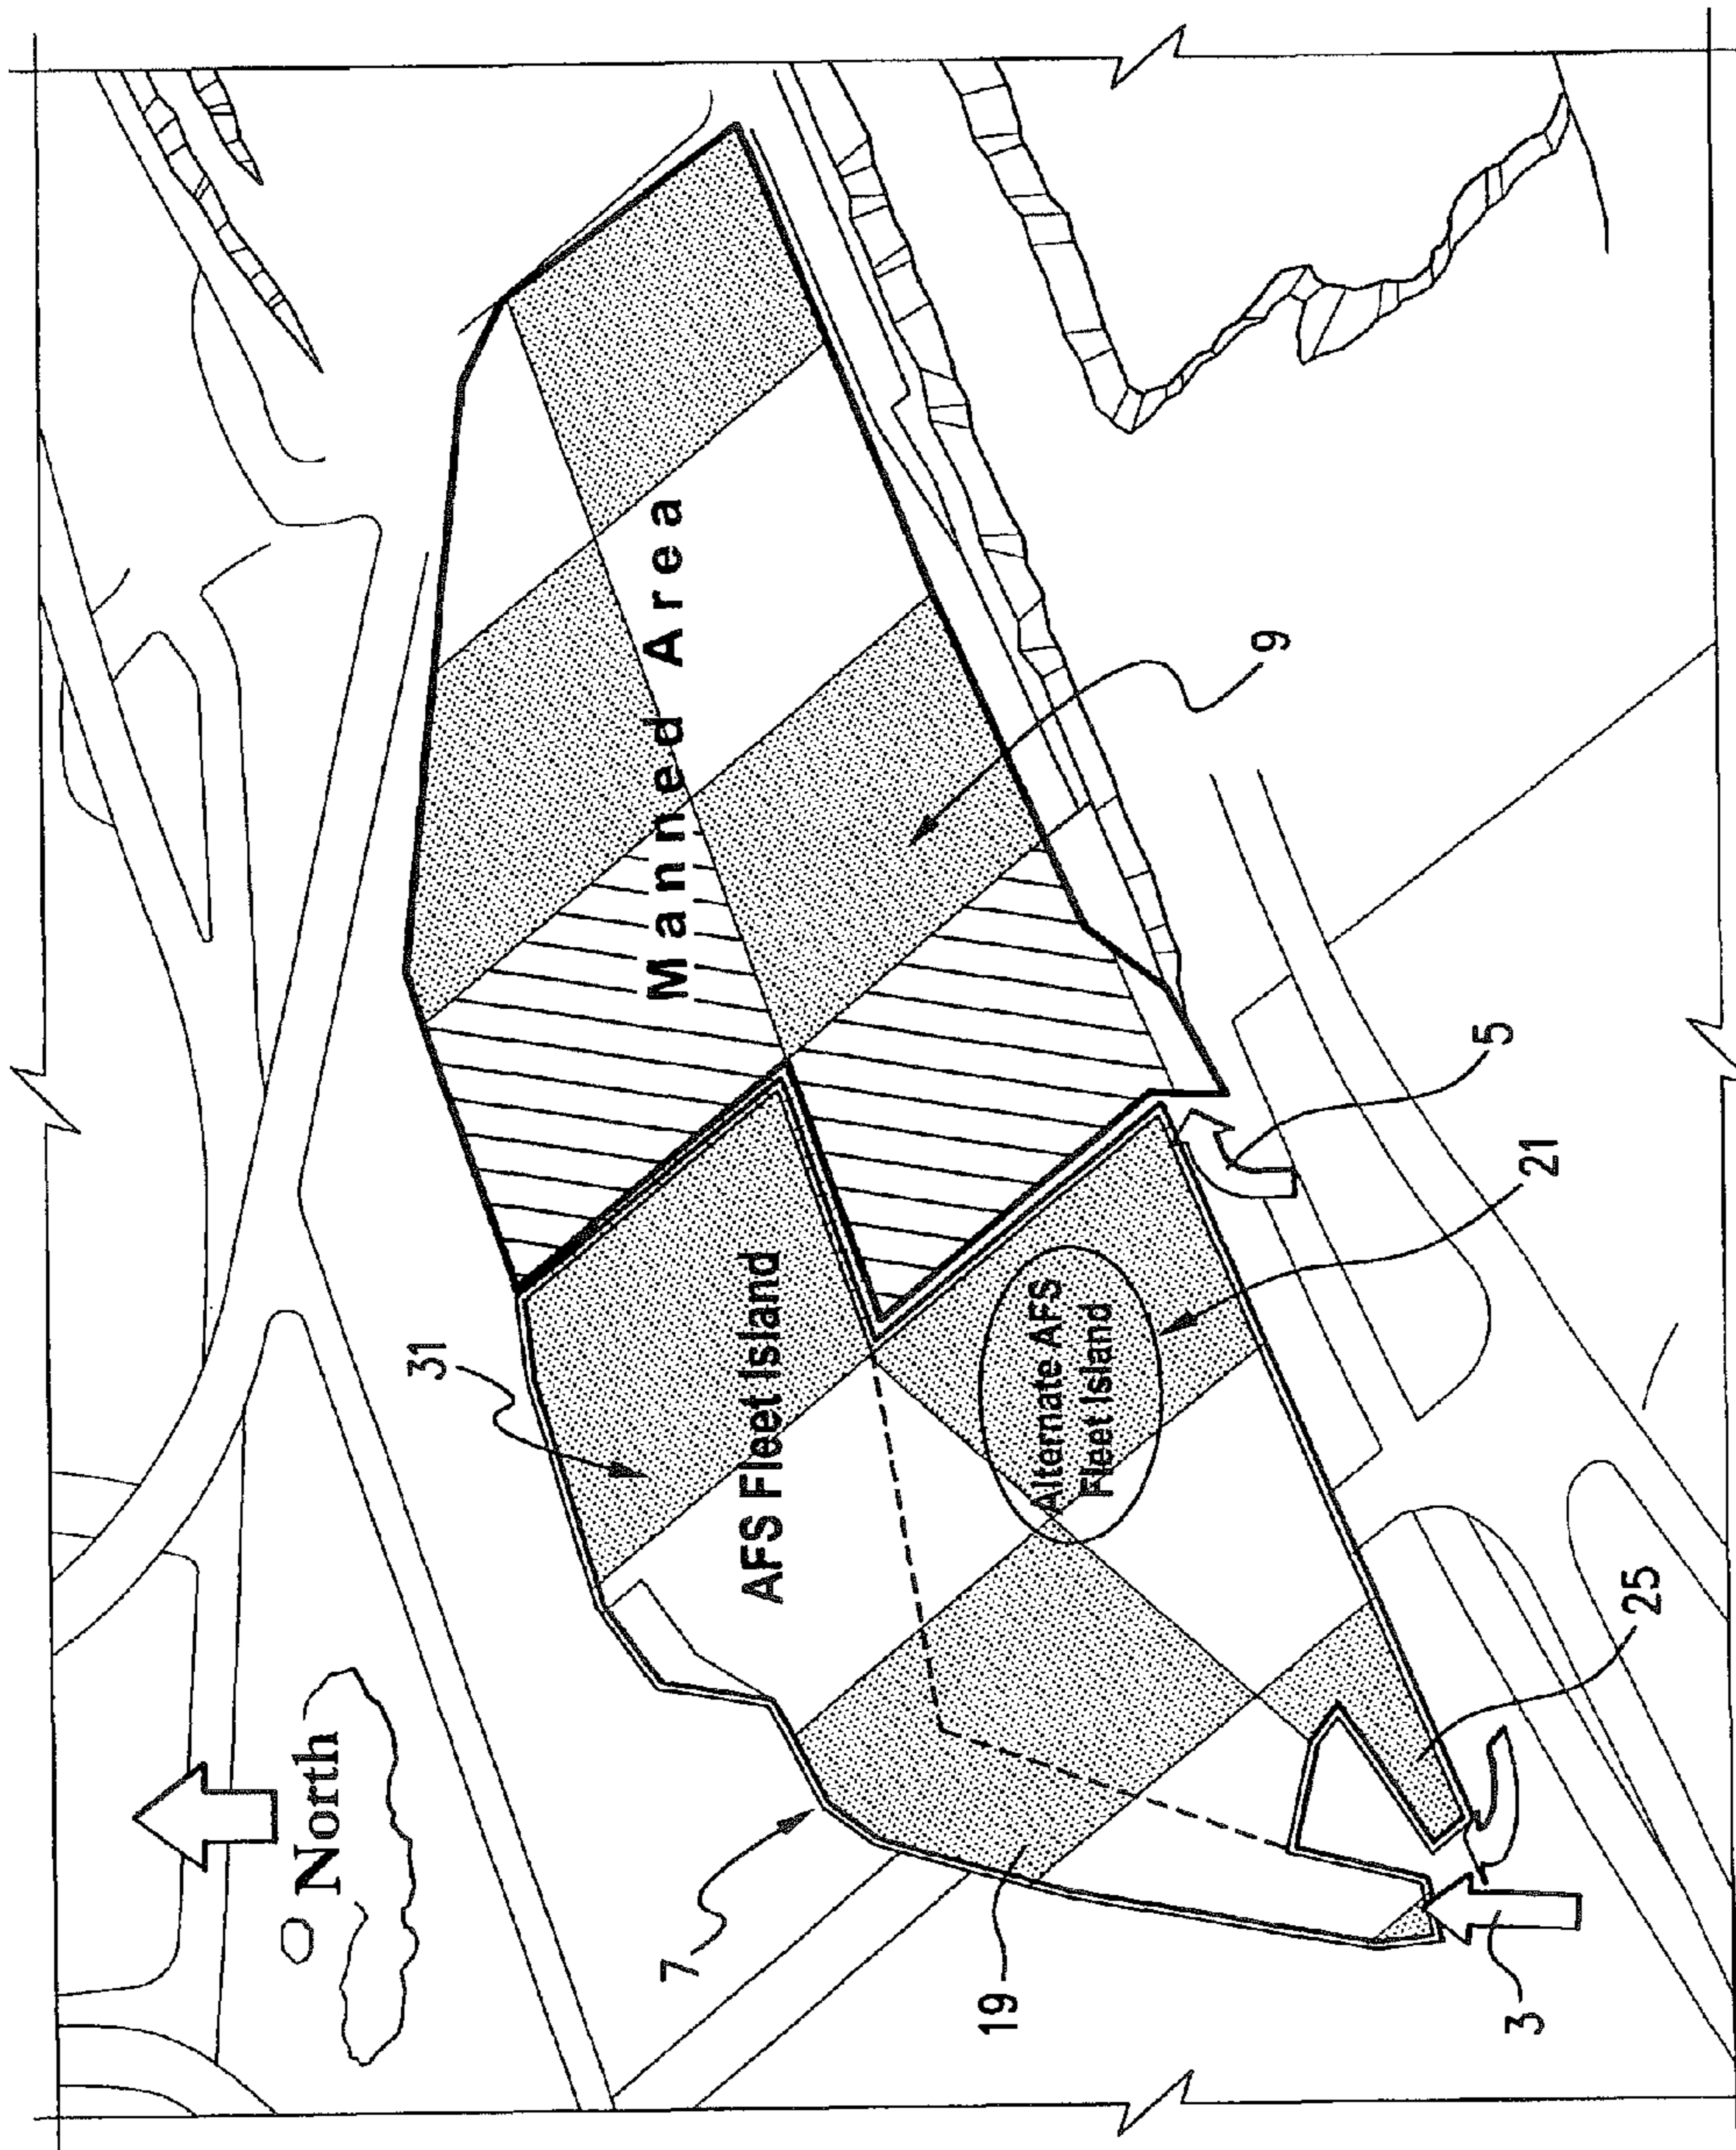 North
31
AFS Fleet Island
Manned Area
7
Alternate AFS
Fleet Island
19
9
5
21
25
3